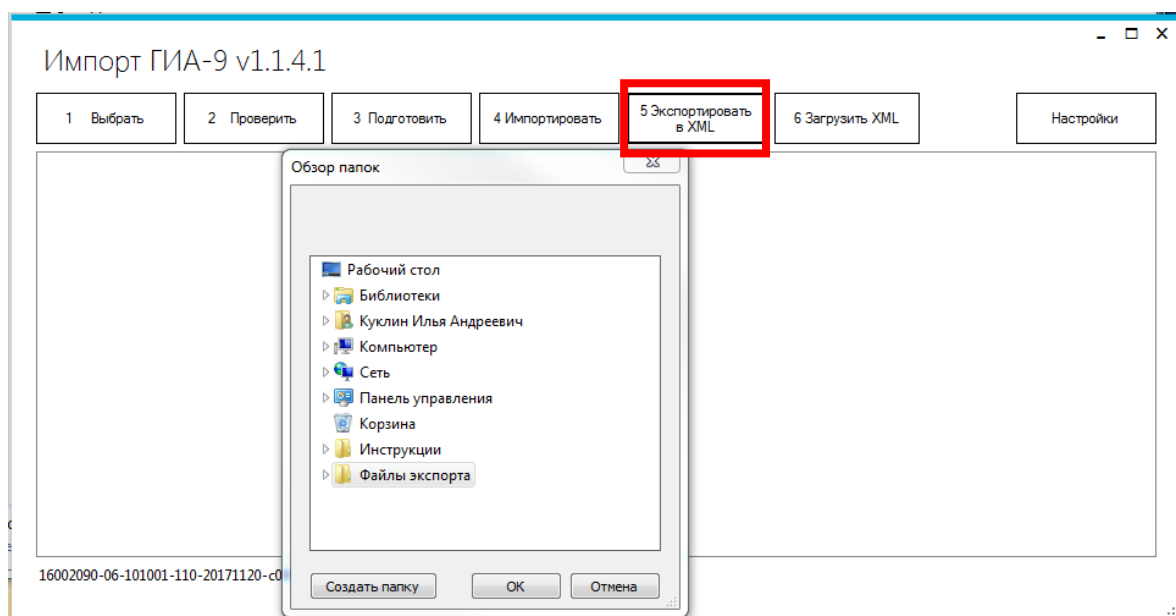 Импорт ГИА-9 v1.1.4.1
1 Выбрать
2 Проверить
3 Подготовить
4 Импортировать
5 Экспортировать
в XML
6 Загрузить XML
Настройки
Обзор папок
Рабочий стол
Библиотеки
Куклин Илья Андреевич
Компьютер
Сеть
Панель управления
Корзина
Инструкции
Файлы экспорта
Создать папку
ОК
Отмена
16002090-06-101001-110-20171120-c0